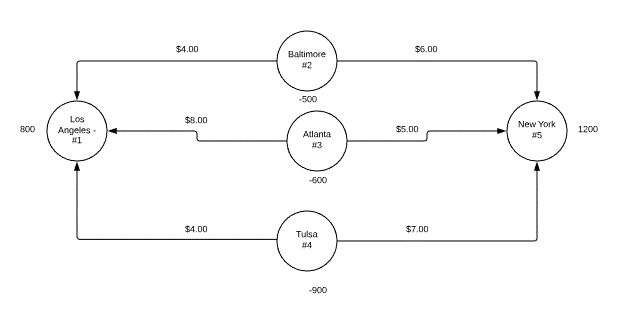 $4.00
Baltimore
#2
$6.00
-500
800
Los
Angeles -
#1
$8.00
Atlanta
#3
$5.00
New York
#5
1200
-600
$4.00
Tulsa
#4
$7.00
-900